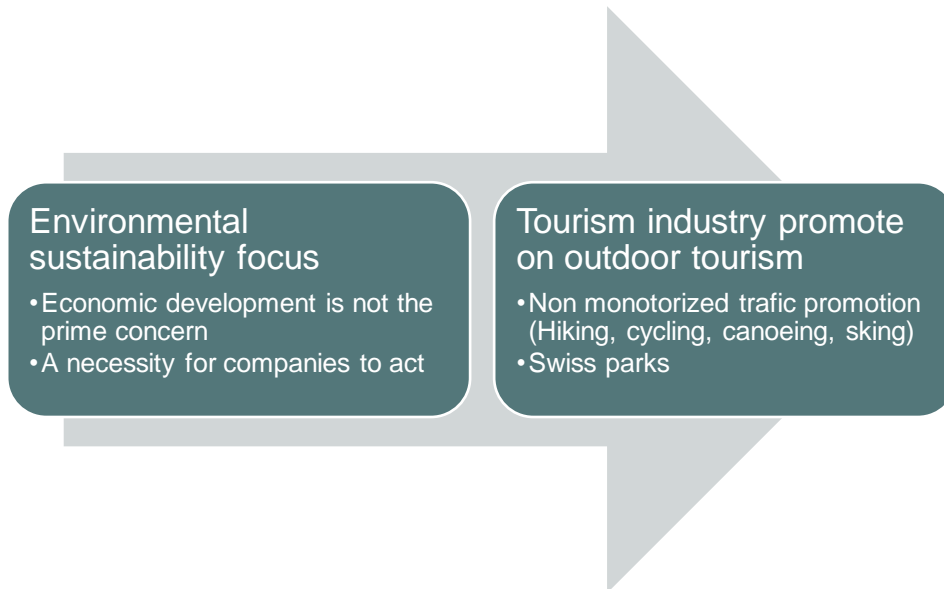 Environmental
sustainability focus
•Economic development is not the
prime concern
•A necessity for companies to act
Tourism industry promote
on outdoor tourism
•Non monotorized trafic promotion
(Hiking, cycling, canoeing, sking)
•Swiss parks